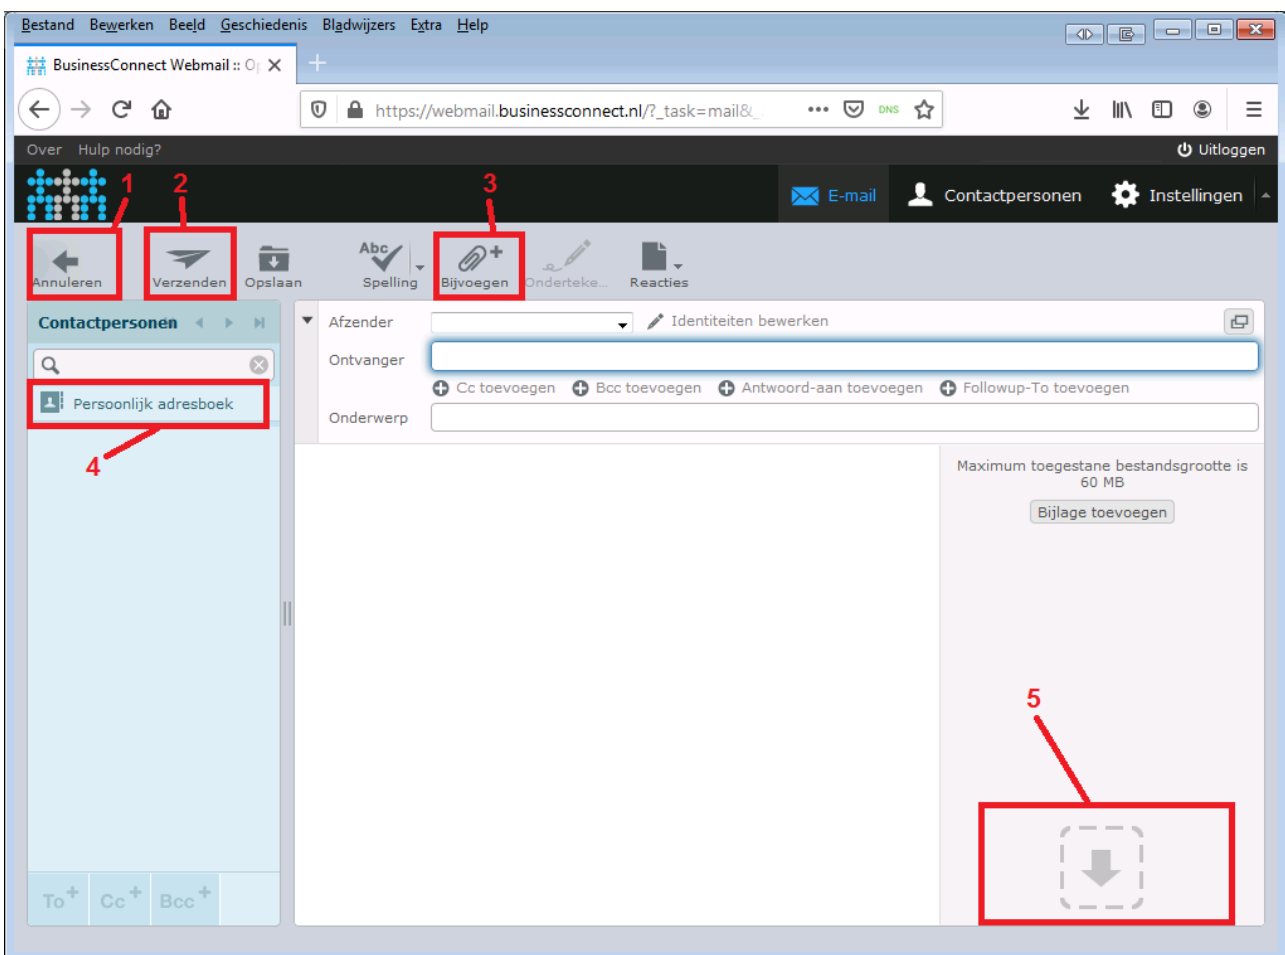 Bestand Bewerken Beeld Geschiedenis Bladwijzers Extra Help
BusinessConnect Webmail ::
https://webmail.businessconnect.nl/?_task=mail&_
DNS
Over Hulp nodig? Uitloggen
1 2 3
E-mail Contactpersonen Instellingen
Abc
Annuleren Verzenden Opslaan Spelling Bijvoegen Onderteke... Reacties
Contactpersonen
Afzender Identiteiten bewerken
Ontvanger
Cc toevoegen Bcc toevoegen Antwoord-aan toevoegen Followup-To toevoegen
Persoonlijk adresboek
Onderwerp
4
Maximum toegestane bestandsgrootte is
60 MB
Bijlage toevoegen
5
To+ Cc+ Bcc+